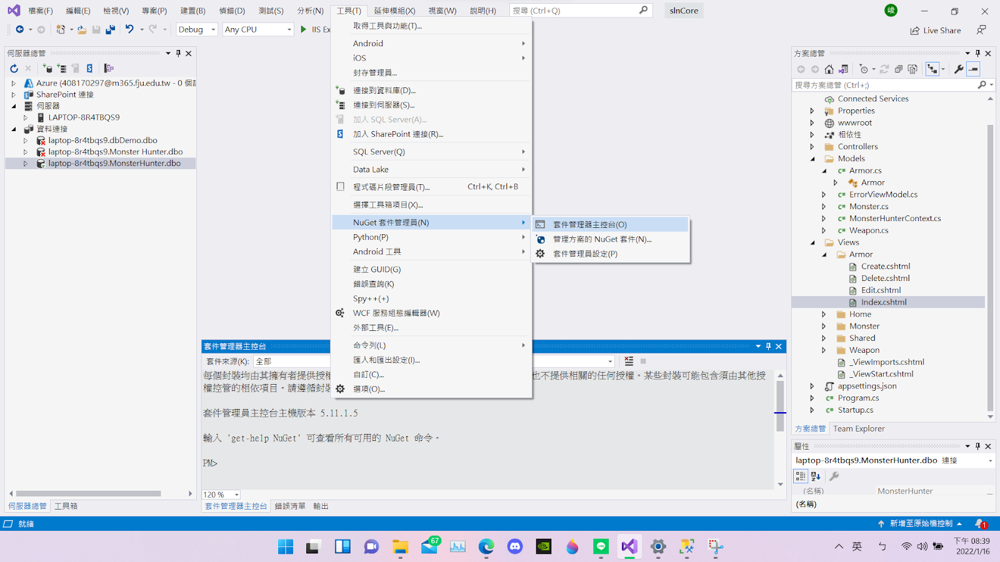 檔案(F) 編輯(E) 檢視(V) 專案(P) 建置(B) 偵錯(D) 測試(S) 分析(N) 工具(T) 延伸模組(X) 視窗(W) 說明(H) 搜尋 (Ctrl+Q) slnCore 峻
Debug Any CPU IIS Ex Live Share
伺服器總管
Azure (408170297@m365.fju.edu.tw - 0 個
SharePoint 連接
伺服器
LAPTOP-8R4TBQS9
資料連接
laptop-8r4tbqs9.dbDemo.dbo
laptop-8r4tbqs9.Monster Hunter.dbo
laptop-8r4tbqs9.MonsterHunter.dbo
伺服器總管 工具箱
取得工具與功能(T)...
Android
iOS
封存管理員...
連接到資料庫(D)...
連接到伺服器(S)...
加入 SQL Server(A)...
加入 SharePoint 連接(R)...
SQL Server(Q)
Data Lake
程式碼片段管理員(T)... Ctrl+K, Ctrl+B
選擇工具箱項目(X)...
NuGet 套件管理員(N)
Python(P)
Android 工具
建立 GUID(G)
錯誤查詢(K)
Spy++(+)
WCF 服務組態編輯器(W)
外部工具(E)...
命令列(L)
匯入和匯出設定(I)...
自訂(C)...
選項(O)...
套件管理器主控台(O)
管理方案的 NuGet 套件(N)...
套件管理員設定(P)
套件管理器主控台
套件來源(K): 全部
每個封裝均由其擁有者提供授權 也不提供相關的任何授權。某些封裝可能包含須由其他授
權控管的相依項目。請遵循封裝
套件管理員主控台主機版本 5.11.1.5
輸入 'get-help NuGet' 可查看所有可用的 NuGet 命令。
PM>
120 %
套件管理器主控台 錯誤清單 輸出
方案總管
搜尋方案總管 (Ctrl+;)
Connected Services
Properties
wwwroot
相依性
Controllers
Models
C# Armor.cs
Armor
C# ErrorViewModel.cs
C# Monster.cs
C# MonsterHunterContext.cs
C# Weapon.cs
Views
Armor
Create.cshtml
Delete.cshtml
Edit.cshtml
Index.cshtml
Home
Monster
Shared
Weapon
_ViewImports.cshtml
_ViewStart.cshtml
appsettings.json
C# Program.cs
C# Startup.cs
方案總管 Team Explorer
屬性
laptop-8r4tbqs9.MonsterHunter.dbo 連接
(名稱) MonsterHunter
(名稱)
就緒 新增至原始檔控制 1
67 英 ㄅ 下午 08:39
2022/1/16